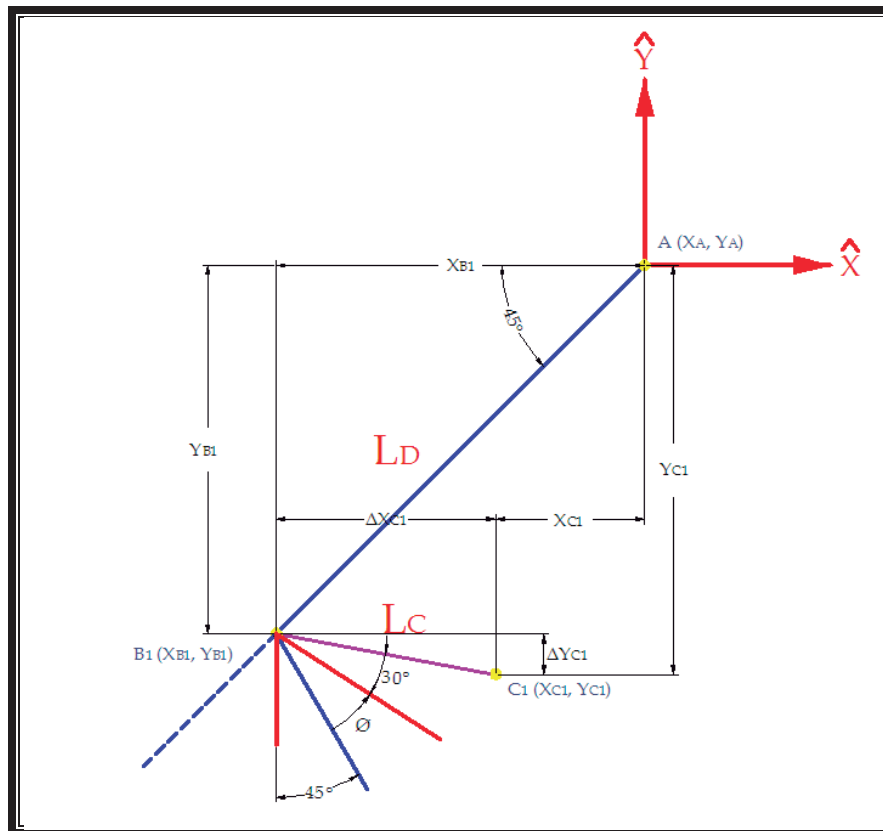 Ŷ
A (XA, YA)
X̂
XB1
45°
YB1
LD
YC1
ΔXC1
XC1
LC
B1 (XB1, YB1)
ΔYC1
30°
C1 (XC1, YC1)
Ø
45°